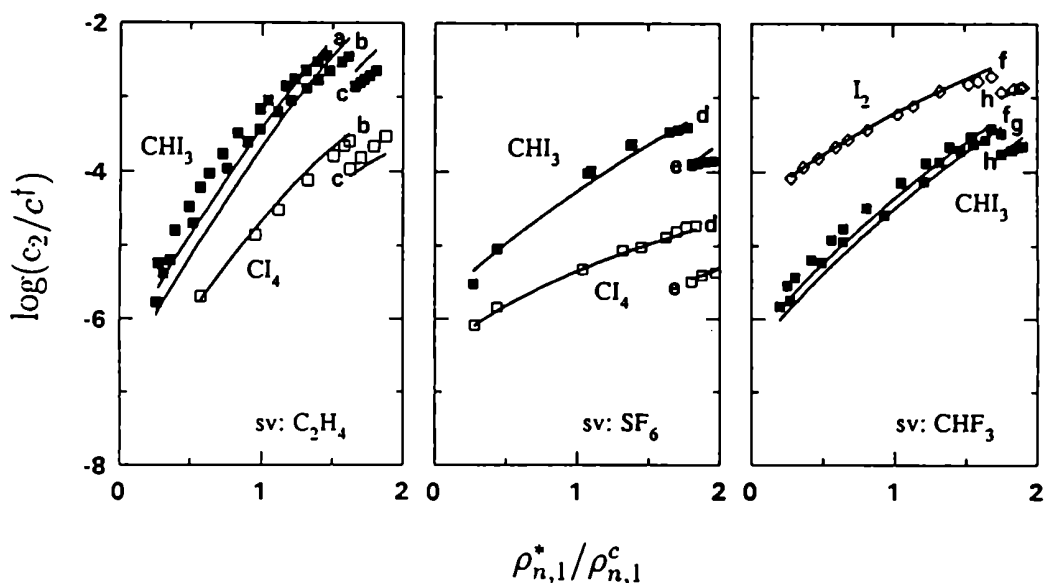 log(c₂/c†)
-2
-4
-6
-8
a
b
c
CHI₃
b
c
CI₄
sv: C₂H₄
0
1
2
d
CHI₃
e
d
CI₄
e
sv: SF₆
0
1
2
f
I₂
h
f
g
h
CHI₃
sv: CHF₃
0
1
2
ρ*ₙ,₁/ρᶜₙ,₁